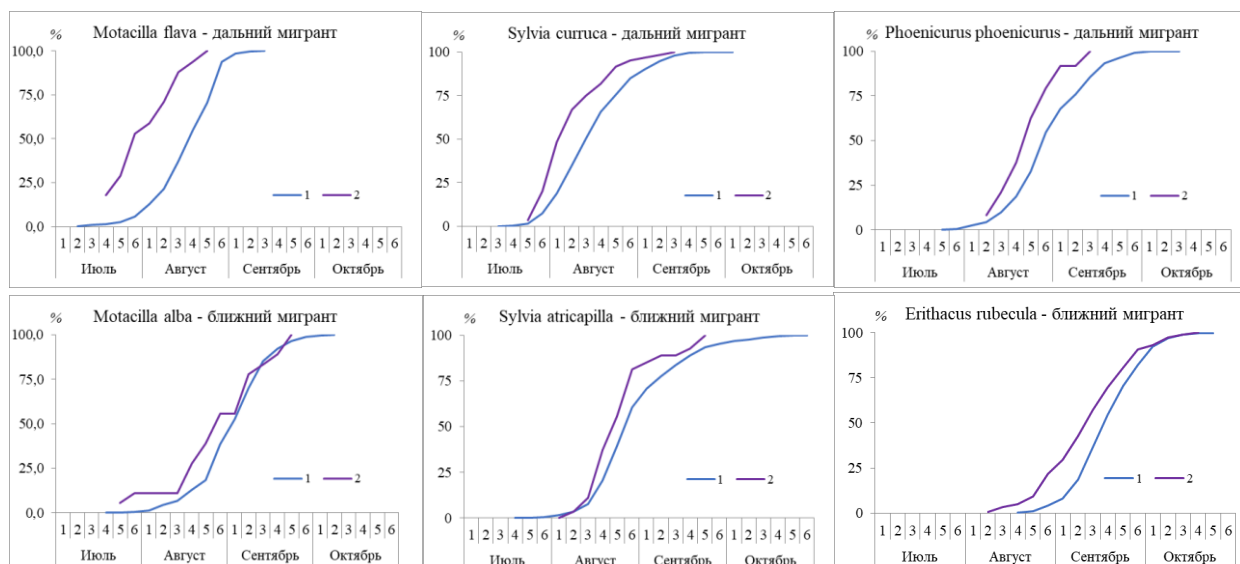 % Motacilla flava - дальний мигрант
100,0
75,0
50,0
25,0
0,0
1 2
1 2 3 4 5 6 1 2 3 4 5 6 1 2 3 4 5 6 1 2 3 4 5 6
Июль Август Сентябрь Октябрь
% Sylvia curruca - дальний мигрант
100
75
50
25
0
1 2
1 2 3 4 5 6 1 2 3 4 5 6 1 2 3 4 5 6 1 2 3 4 5 6
Июль Август Сентябрь Октябрь
% Phoenicurus phoenicurus - дальний мигрант
100
75
50
25
0
1 2
1 2 3 4 5 6 1 2 3 4 5 6 1 2 3 4 5 6 1 2 3 4 5 6
Июль Август Сентябрь Октябрь
% Motacilla alba - ближний мигрант
100,0
75,0
50,0
25,0
0,0
1 2
1 2 3 4 5 6 1 2 3 4 5 6 1 2 3 4 5 6 1 2 3 4 5 6
Июль Август Сентябрь Октябрь
% Sylvia atricapilla - ближний мигрант
100
75
50
25
0
1 2
1 2 3 4 5 6 1 2 3 4 5 6 1 2 3 4 5 6 1 2 3 4 5 6
Июль Август Сентябрь Октябрь
% Erithacus rubecula - ближний мигрант
100
75
50
25
0
1 2
1 2 3 4 5 6 1 2 3 4 5 6 1 2 3 4 5 6 1 2 3 4 5 6
Июль Август Сентябрь Октябрь